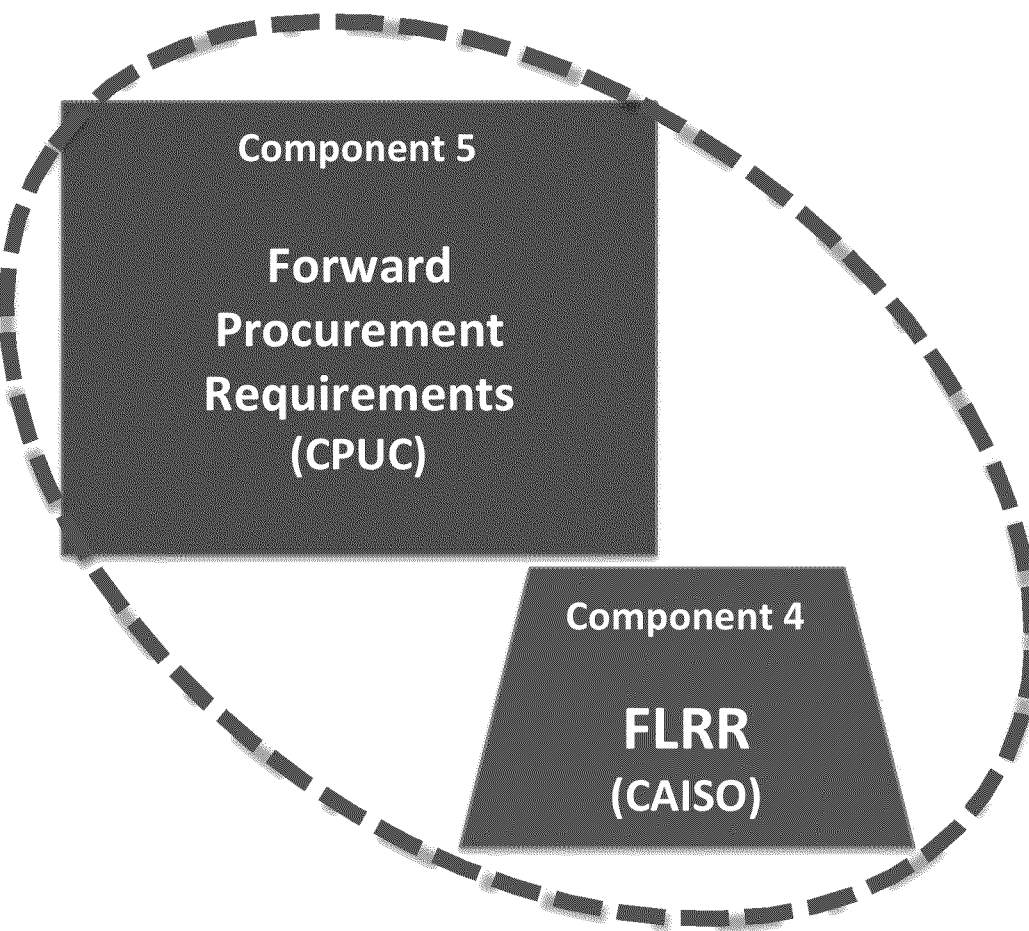 Component 5
Forward
Procurement
Requirements
(CPUC)
Component 4
FLRR
(CAISO)